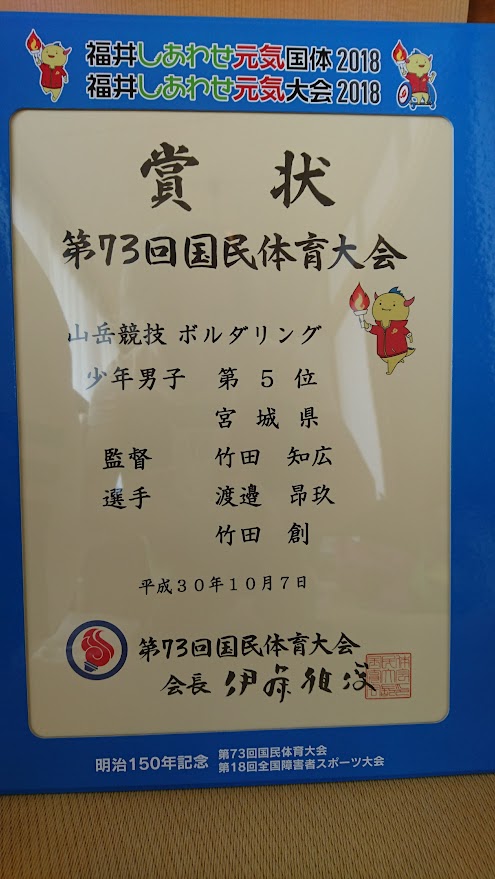 福井しあわせ元気国体2018
福井しあわせ元気大会2018
賞 状
第73回国民体育大会
山岳競技 ボルダリング
少年男子 第 5 位
宮 城 県
監督 竹田 知広
選手 渡邉 昂玖
竹田 創
平成30年10月7日
第73回国民体育大会
会長 伊藤雅俊
明治150年記念 第73回国民体育大会
第18回全国障害者スポーツ大会